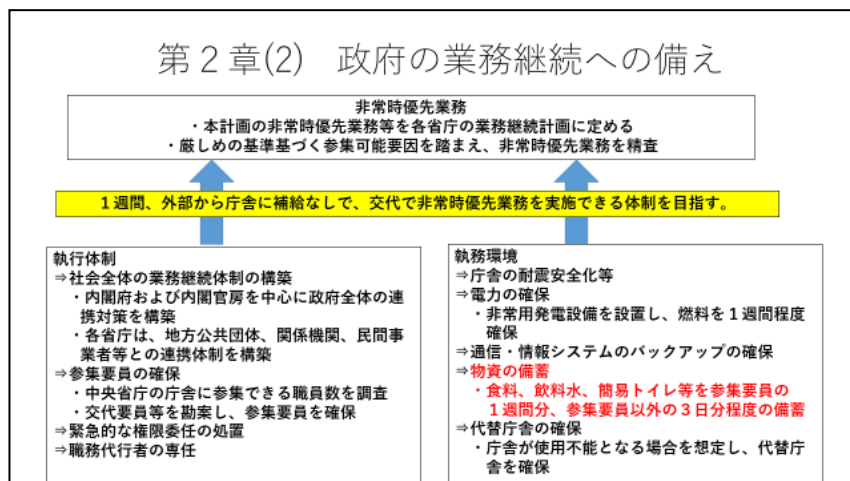 第２章(2)　政府の業務継続への備え
非常時優先業務
・本計画の非常時優先業務等を各省庁の業務継続計画に定める
・厳しめの基準基づく参集可能要因を踏まえ、非常時優先業務を精査
１週間、外部から庁舎に補給なしで、交代で非常時優先業務を実施できる体制を目指す。
執行体制
⇒社会全体の業務継続体制の構築
・内閣府および内閣官房を中心に政府全体の連
携対策を構築
・各省庁は、地方公共団体、関係機関、民間事
業者等との連携体制を構築
⇒参集要員の確保
・中央省庁の庁舎に参集できる職員数を調査
・交代要員等を勘案し、参集要員を確保
⇒緊急的な権限委任の処置
⇒職務代行者の専任
執務環境
⇒庁舎の耐震安全化等
⇒電力の確保
・非常用発電設備を設置し、燃料を１週間程度
確保
⇒通信・情報システムのバックアップの確保
⇒物資の備蓄
・食料、飲料水、簡易トイレ等を参集要員の
１週間分、参集要員以外の３日分程度の備蓄
⇒代替庁舎の確保
・庁舎が使用不能となる場合を想定し、代替庁
舎を確保